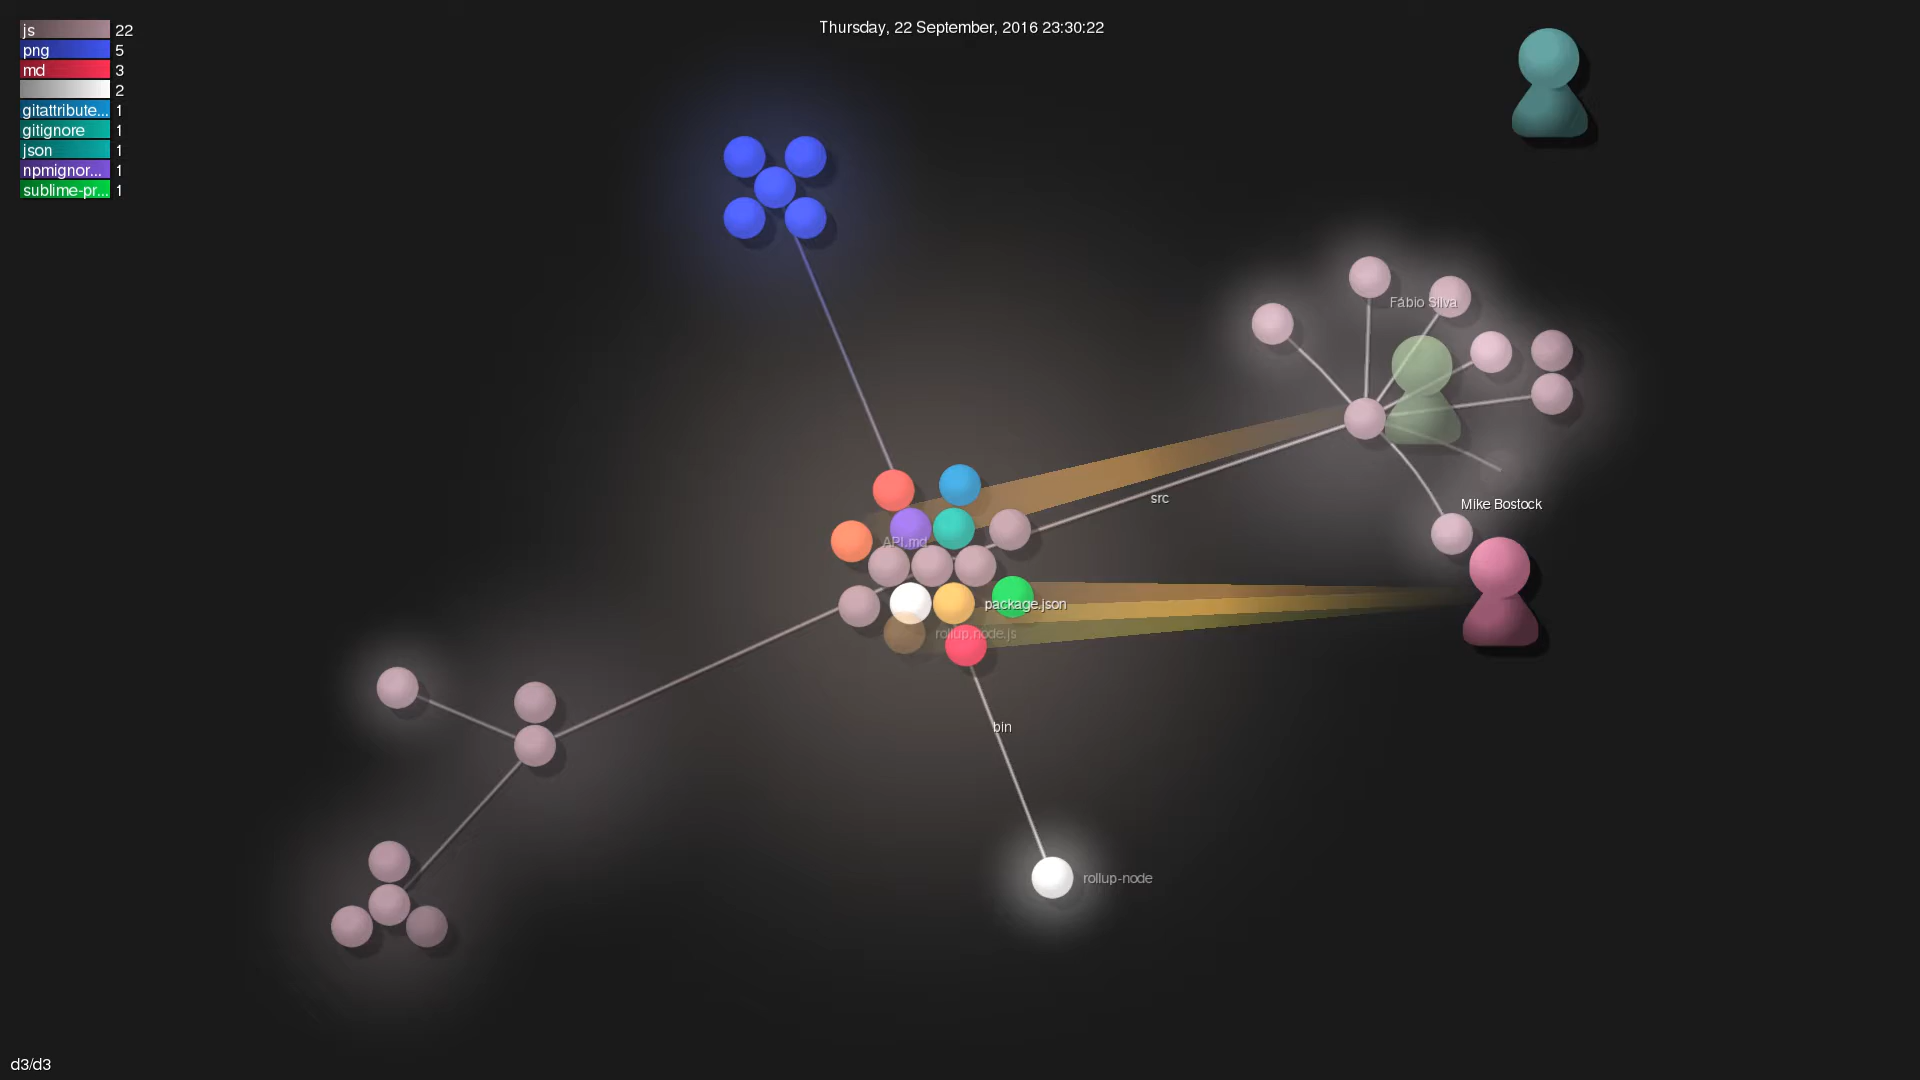 Thursday, 22 September, 2016 23:30:22
js 22
png 5
md 3
2
gitattribute... 1
gitignore 1
json 1
npmignor... 1
sublime-pr... 1
Fábio Silva
src
Mike Bostock
API.md
package.json
rollup.node.js
bin
rollup-node
d3/d3